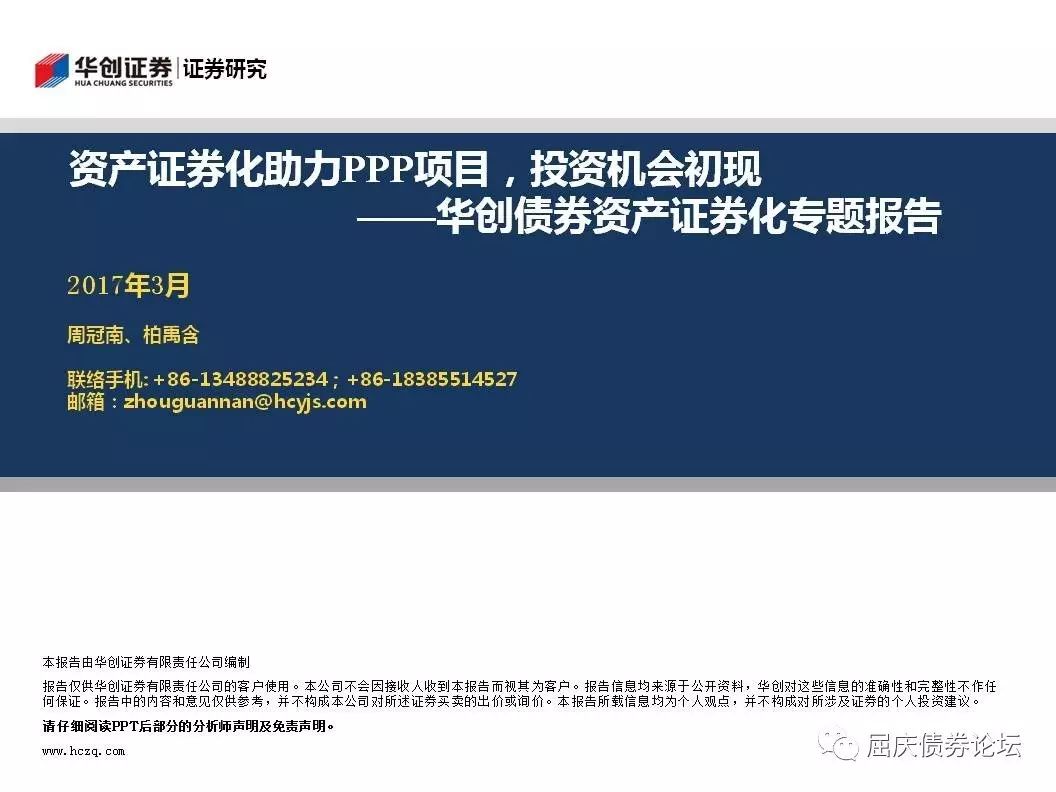 华创证券 证券研究
HUA CHUANG SECURITIES
资产证券化助力PPP项目，投资机会初现
——华创债券资产证券化专题报告
2017年3月
周冠南、柏禹含
联络手机: +86-13488825234；+86-18385514527
邮箱：zhouguannan@hcyjs.com
本报告由华创证券有限责任公司编制
报告仅供华创证券有限责任公司的客户使用。本公司不会因接收人收到本报告而视其为客户。报告信息均来源于公开资料，华创对这些信息的准确性和完整性不作任
何保证。报告中的内容和意见仅供参考，并不构成本公司对所述证券买卖的出价或询价。本报告所载信息均为个人观点，并不构成对所涉及证券的个人投资建议。
请仔细阅读PPT后部分的分析师声明及免责声明。
www.hczq.com
屈庆债券论坛